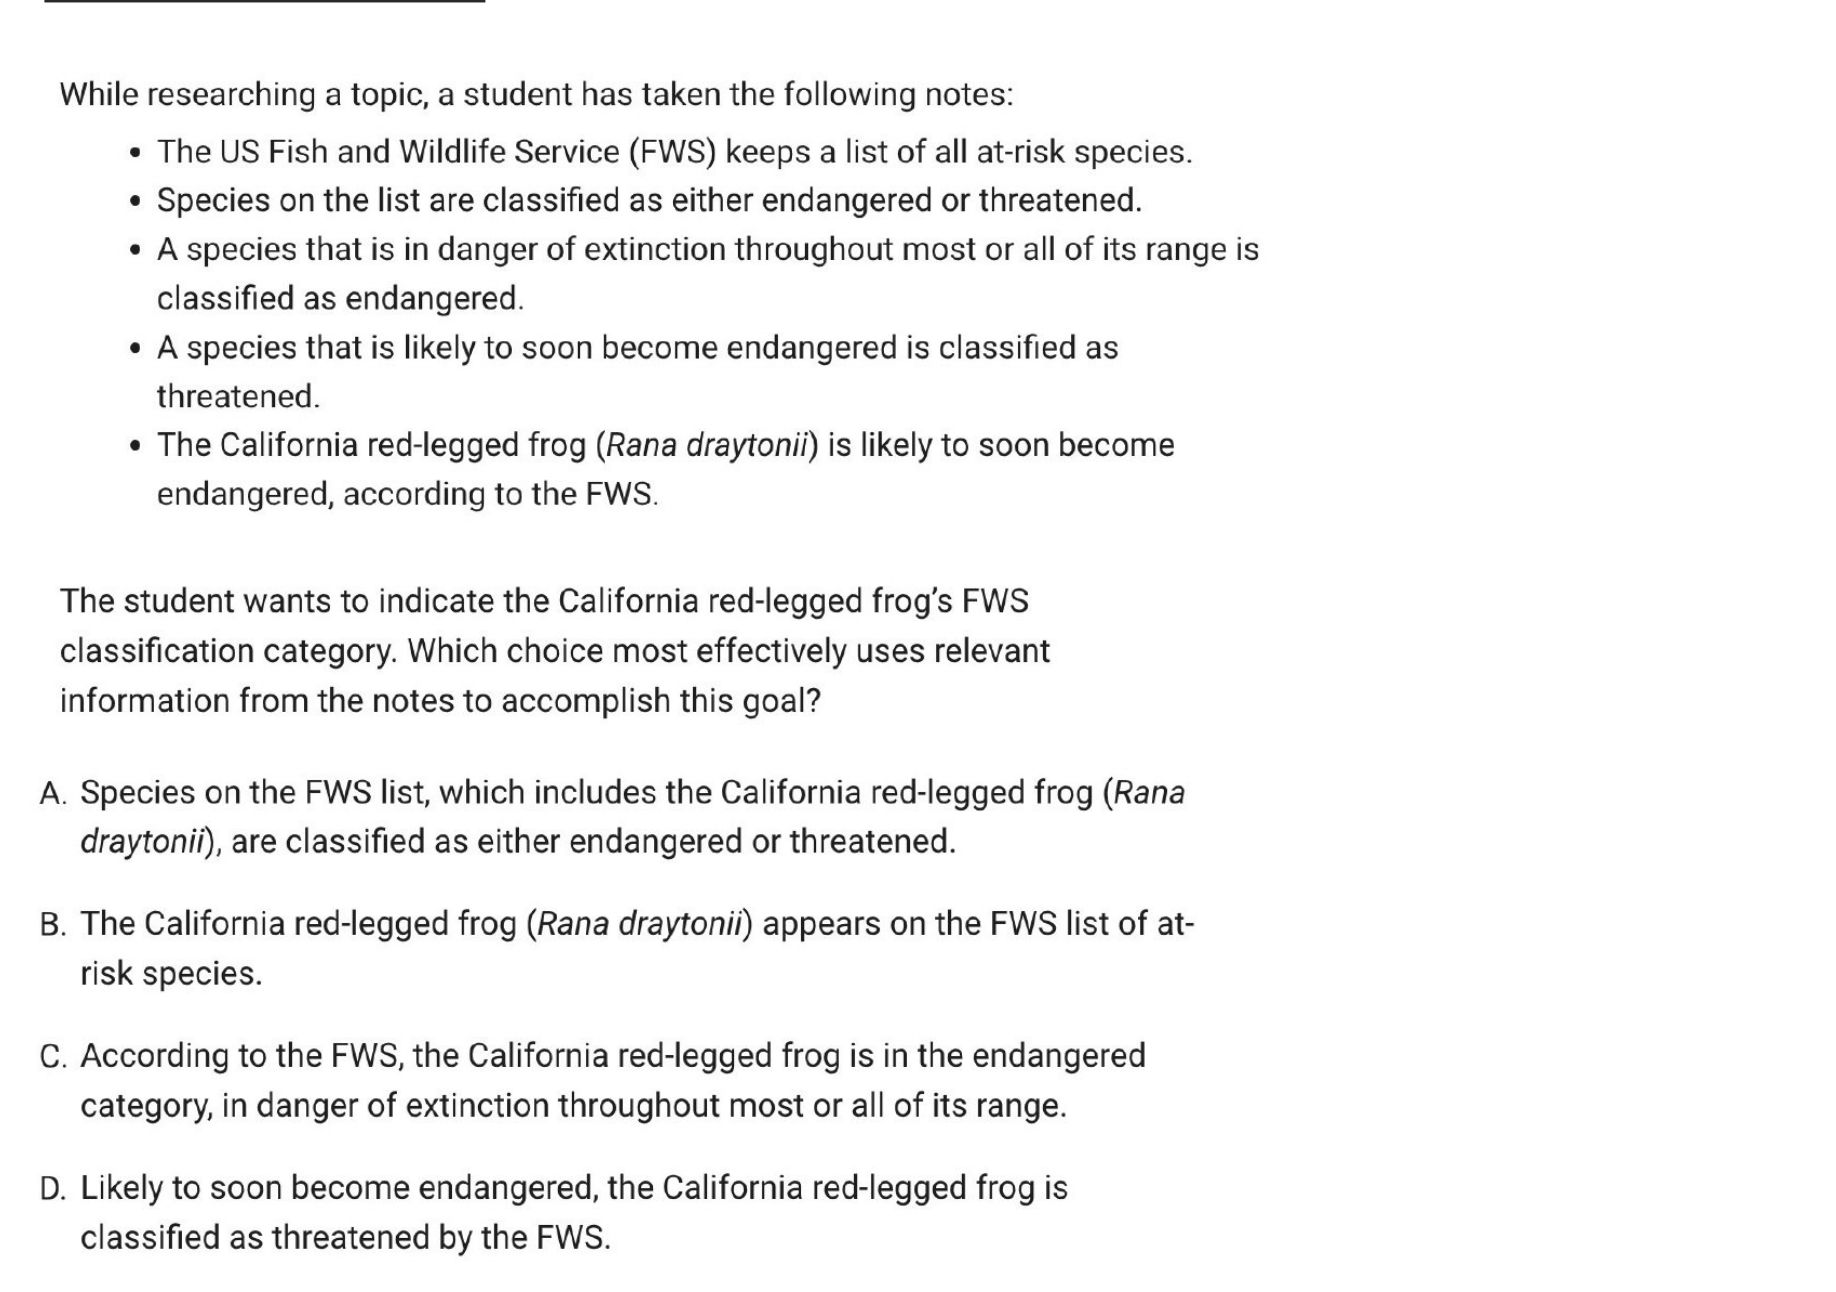 While researching a topic, a student has taken the following notes:
• The US Fish and Wildlife Service (FWS) keeps a list of all at-risk species.
• Species on the list are classified as either endangered or threatened.
• A species that is in danger of extinction throughout most or all of its range is
classified as endangered.
• A species that is likely to soon become endangered is classified as
threatened.
• The California red-legged frog (Rana draytonii) is likely to soon become
endangered, according to the FWS.
The student wants to indicate the California red-legged frog’s FWS
classification category. Which choice most effectively uses relevant
information from the notes to accomplish this goal?
A. Species on the FWS list, which includes the California red-legged frog (Rana
draytonii), are classified as either endangered or threatened.
B. The California red-legged frog (Rana draytonii) appears on the FWS list of at-
risk species.
C. According to the FWS, the California red-legged frog is in the endangered
category, in danger of extinction throughout most or all of its range.
D. Likely to soon become endangered, the California red-legged frog is
classified as threatened by the FWS.